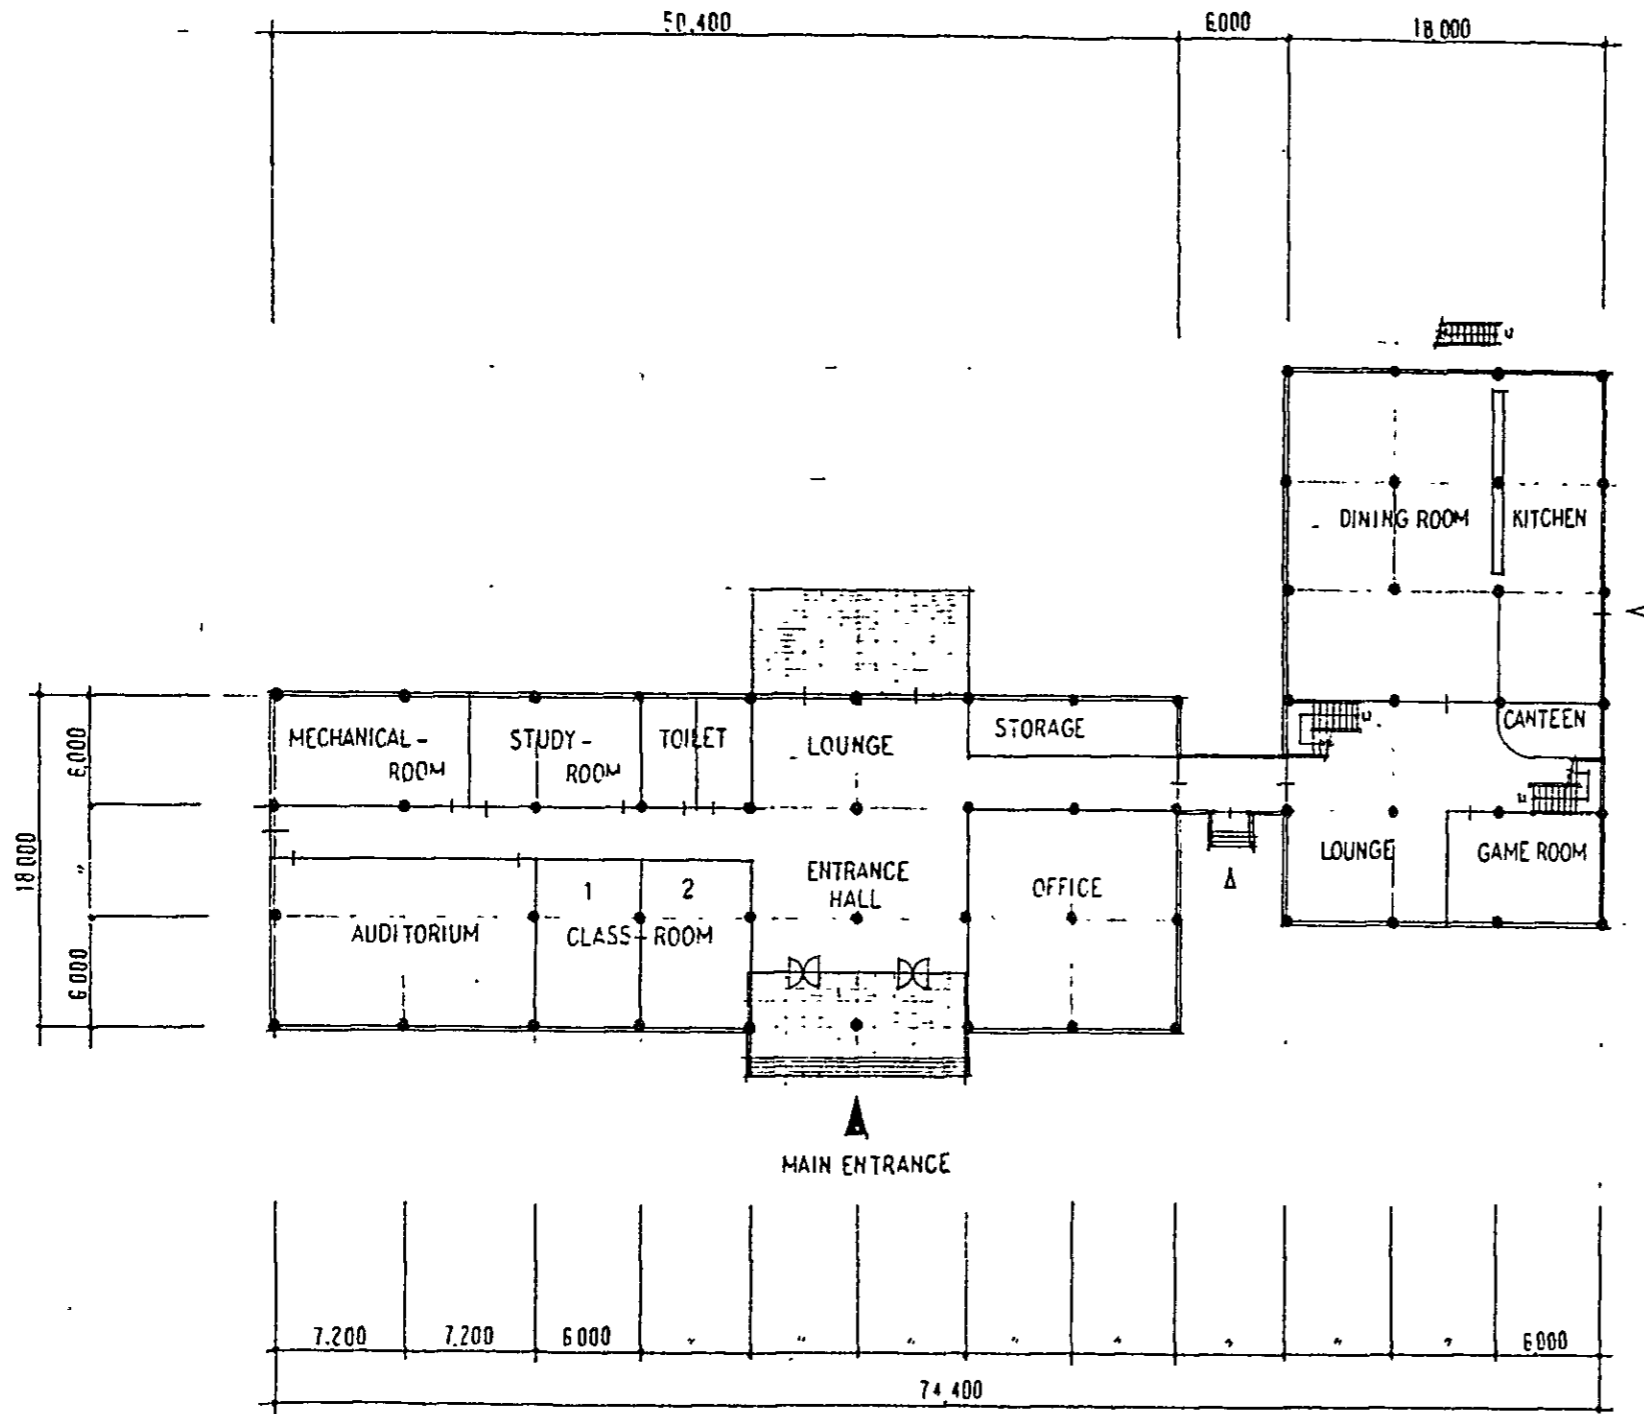 50,400
6000
18,000
U
DINING ROOM
KITCHEN
MECHANICAL-
ROOM
STUDY-
ROOM
TOILET
LOUNGE
STORAGE
U
CANTEEN
6,000
18000
"
6000
U
ENTRANCE
HALL
OFFICE
LOUNGE
GAME ROOM
1
2
AUDITORIUM
CLASS-ROOM
MAIN ENTRANCE
7.200
7.200
6000
"
"
"
"
"
"
"
"
6,000
74 400